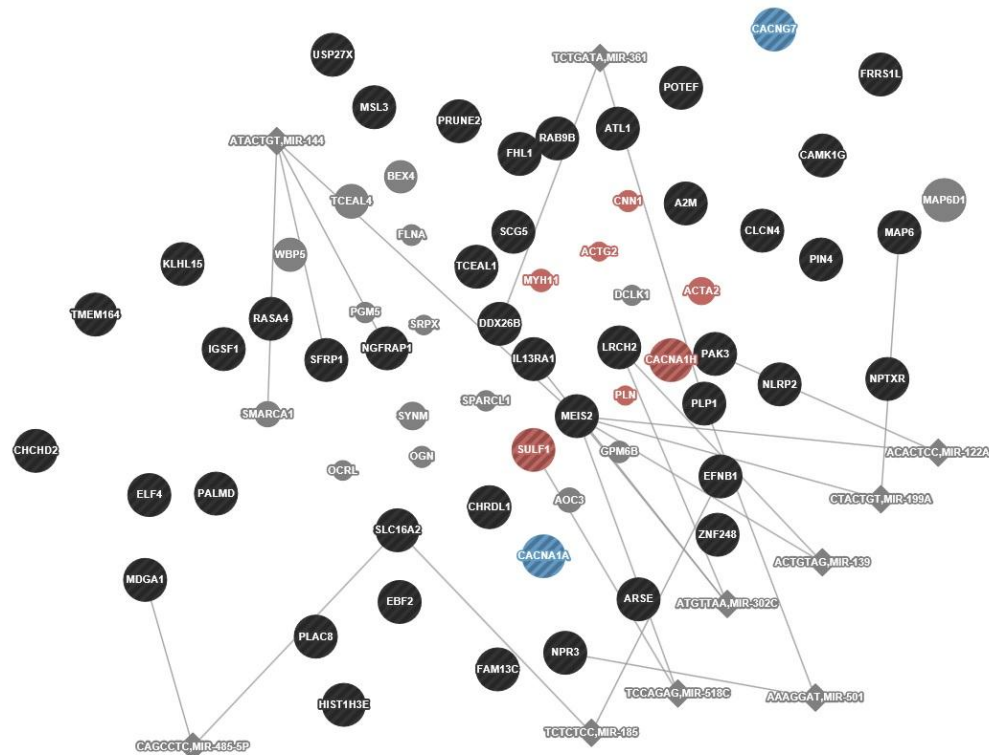 CACNG7
USP27X
TCTGATA,MIR-361
FRRS1L
POTEF
MSL3
PRUNE2
ATL1
RAB9B
ATACTGT,MIR-144
FHL1
CAMK1G
BEX4
TCEAL4
CNN1
A2M
MAP6D1
CLCN4
MAP6
SCG5
FLNA
ACTG2
WBP5
PIN4
KLHL15
TCEAL1
MYH11
DCLK1
ACTA2
TMEM164
RASA4
PGM5
SRPX
DDX26B
IGSF1
SFRP1
NGFRAP1
IL13RA1
LRCH2
CACNA1H
PAK3
NLRP2
NPTXR
PLN
PLP1
SPARCL1
SMARCA1
SYNM
MEIS2
CHCHD2
SULF1
GPM6B
ACACTCC,MIR-122A
OGN
OCRL
EFNB1
ELF4
PALMD
AOC3
CTACTGT,MIR-199A
CHRDL1
SLC16A2
ZNF248
CACNA1A
ACTGTAG,MIR-139
MDGA1
EBF2
ARSE
ATGTTAA,MIR-302C
PLAC8
NPR3
FAM13C
TCCAGAG,MIR-518C
AAAGGAT,MIR-501
HIST1H3E
TCTCTCC,MIR-185
CAGCCTC,MIR-485-5P